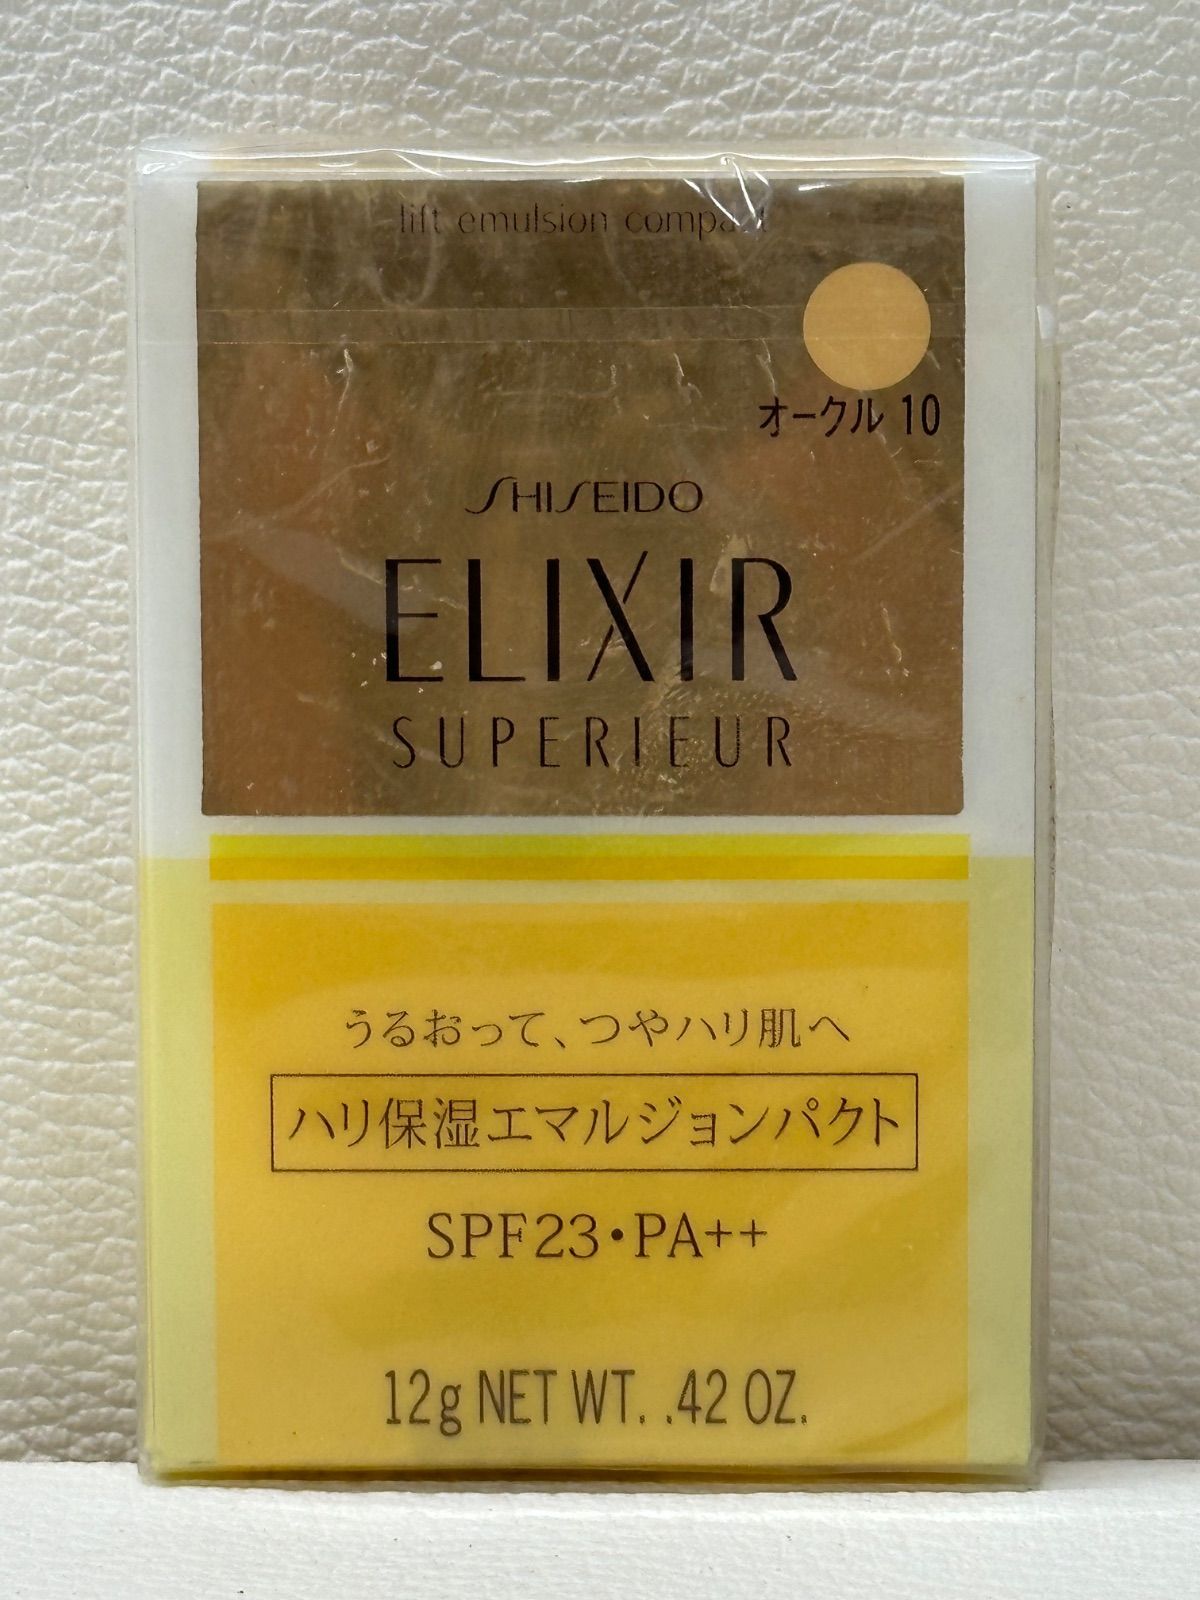 lift emulsion compact
オークル 10
SHISEIDO
ELIXIR
SUPERIEUR
うるおって、つやハリ肌へ
ハリ保湿エマルジョンパクト
SPF23・PA++
12g NET WT. .42 OZ.